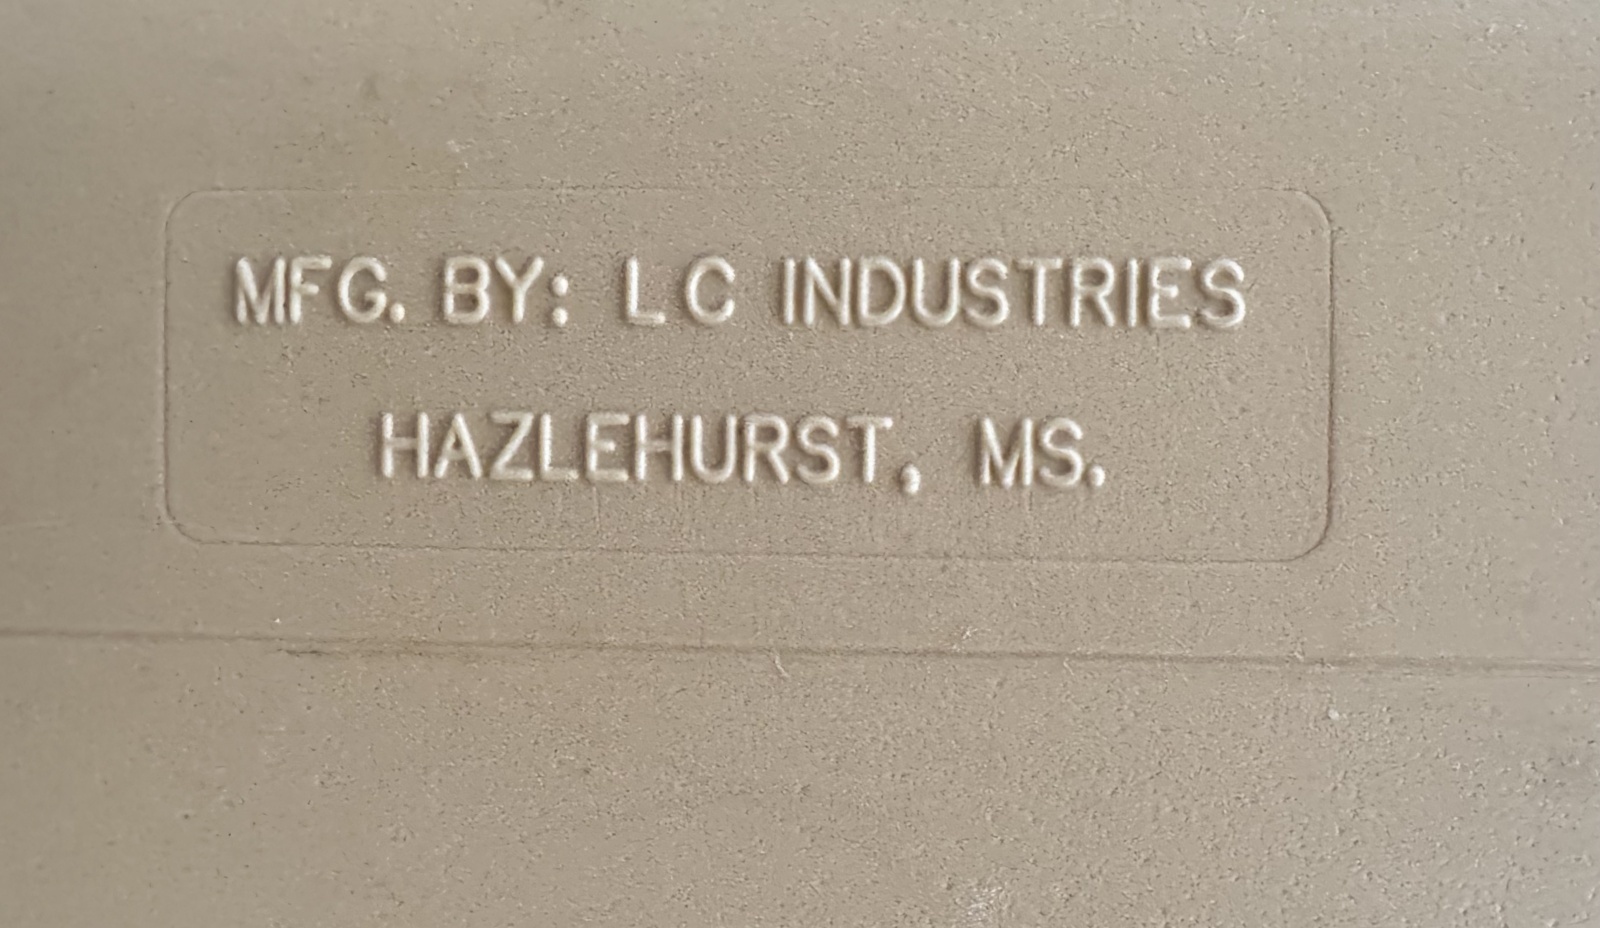 MFG. BY: LC INDUSTRIES
HAZLEHURST, MS.